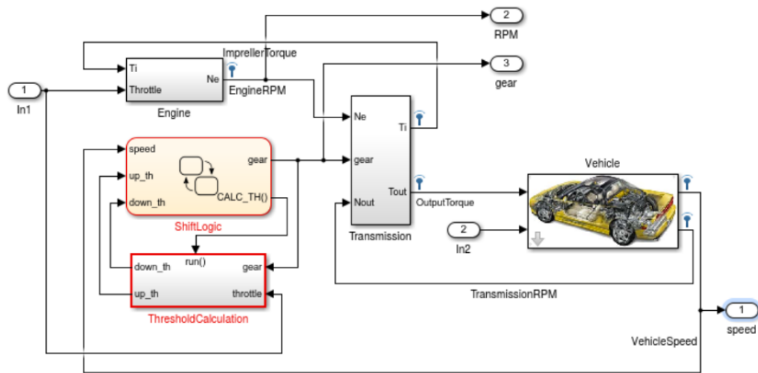 2
RPM
ImprellerTorque
3
gear
Ti
Throttle
Ne
EngineRPM
Engine
1
In1
Ne
gear
Nout
Ti
Tout
Transmission
OutputTorque
Vehicle
speed
up_th
down_th
gear
CALC_TH()
ShiftLogic
2
In2
run()
down_th
up_th
gear
throttle
ThresholdCalculation
TransmissionRPM
1
speed
VehicleSpeed